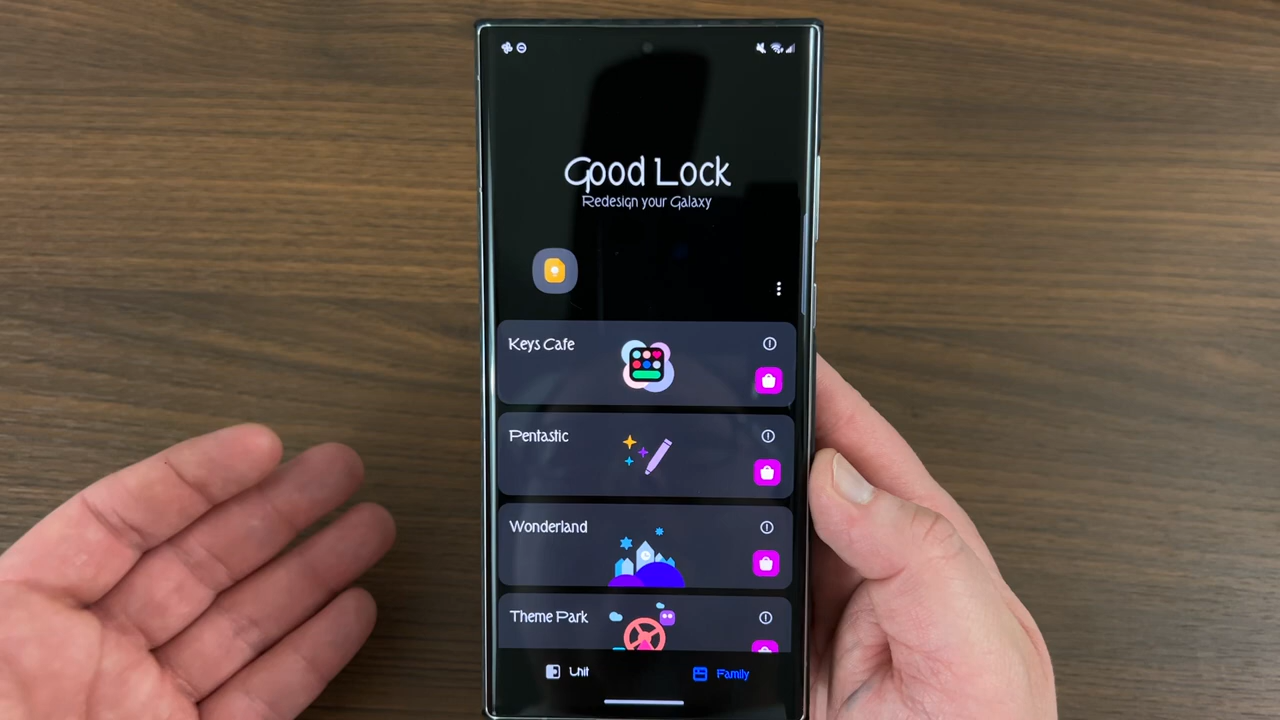 Good Lock
Redesign your Galaxy
Keys Cafe
Pentastic
Wonderland
Theme Park
Unit
Family